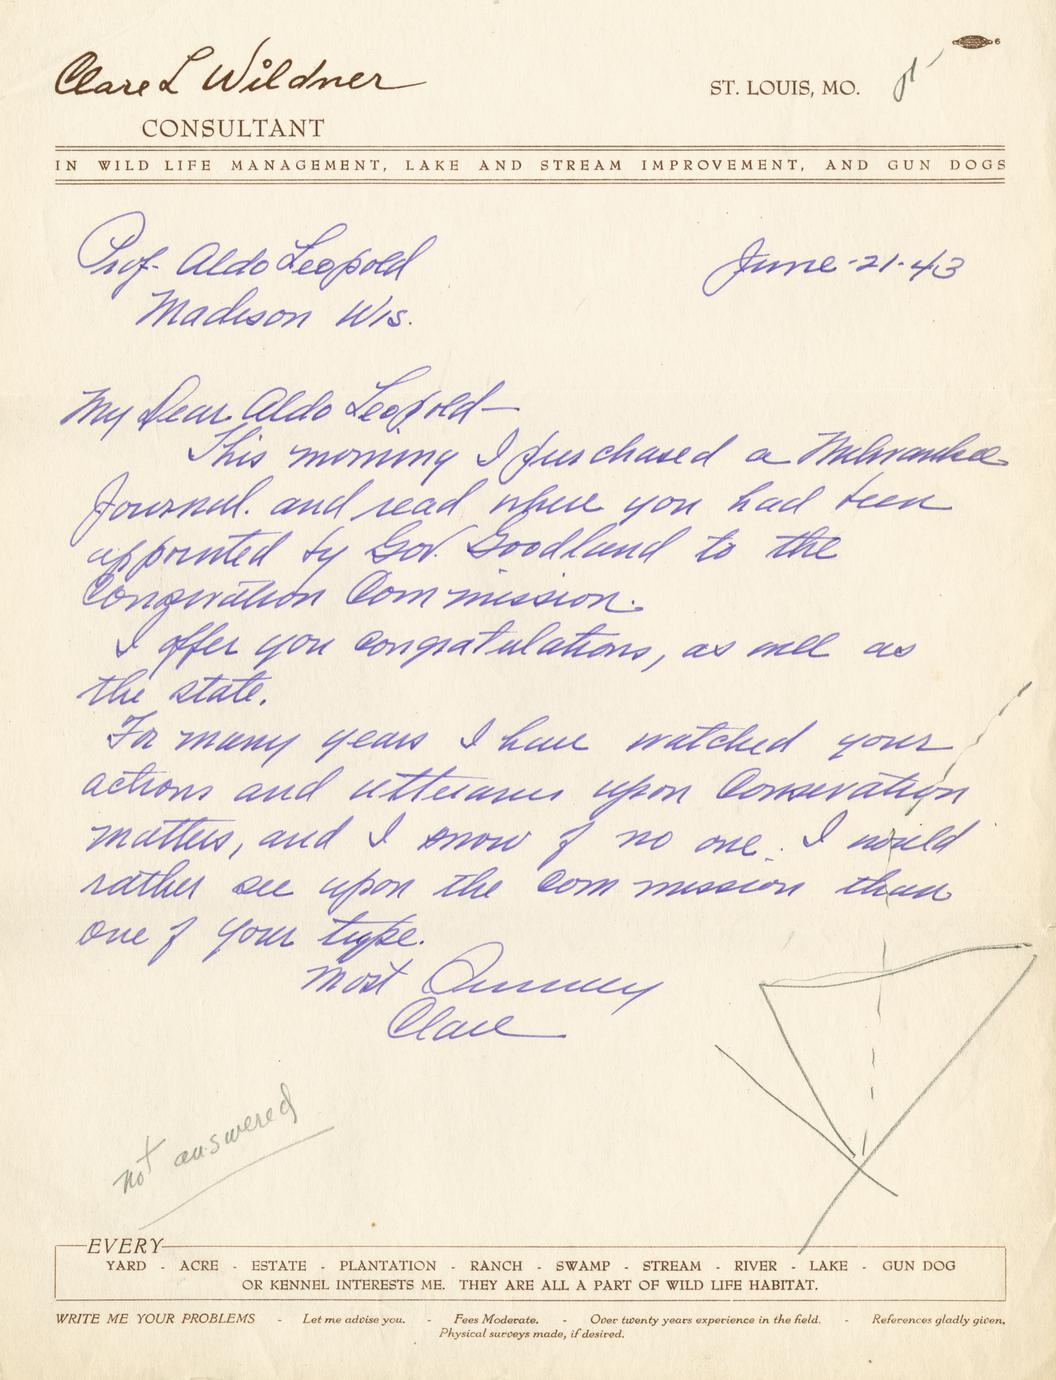 Clare L Wildner
ST. LOUIS, MO.
CONSULTANT
IN WILD LIFE MANAGEMENT, LAKE AND STREAM IMPROVEMENT, AND GUN DOGS
Prof. Aldo Leopold
June-21-43
Madison Wis.
My Dear Aldo Leopold—
This morning I purchased a Milwaukee
Journal. and read where you had been
appointed by Gov. Goodland to the
Conservation Commission.
I offer you congratulations, as well as
the state.
For many years I have watched your
actions and utterances upon Conservation
matters, and I know of no one. I would
rather see upon the Commission than
one of your type.
Most
Clare
not answered
EVERY
YARD - ACRE - ESTATE - PLANTATION - RANCH - SWAMP - STREAM - RIVER - LAKE - GUN DOG
OR KENNEL INTERESTS ME. THEY ARE ALL A PART OF WILD LIFE HABITAT.
WRITE ME YOUR PROBLEMS - Let me advise you. - Fees Moderate. - Over twenty years experience in the field. - References gladly given.
Physical surveys made, if desired.